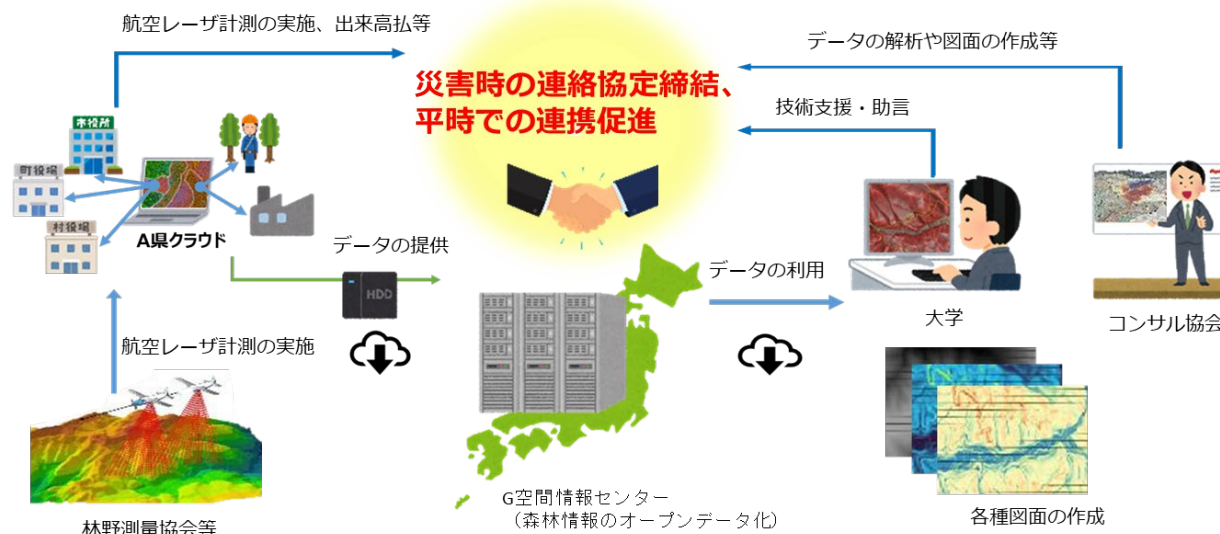 航空レーザ計測の実施、出来高払等
データの解析や図面の作成等
災害時の連絡協定締結、
平時での連携促進
技術支援・助言
市役所
町役場
村役場
A県クラウド
データの提供
HDD
データの利用
大学
コンサル協会
航空レーザ計測の実施
G空間情報センター
(森林情報のオープンデータ化)
各種図面の作成
林野測量協会等